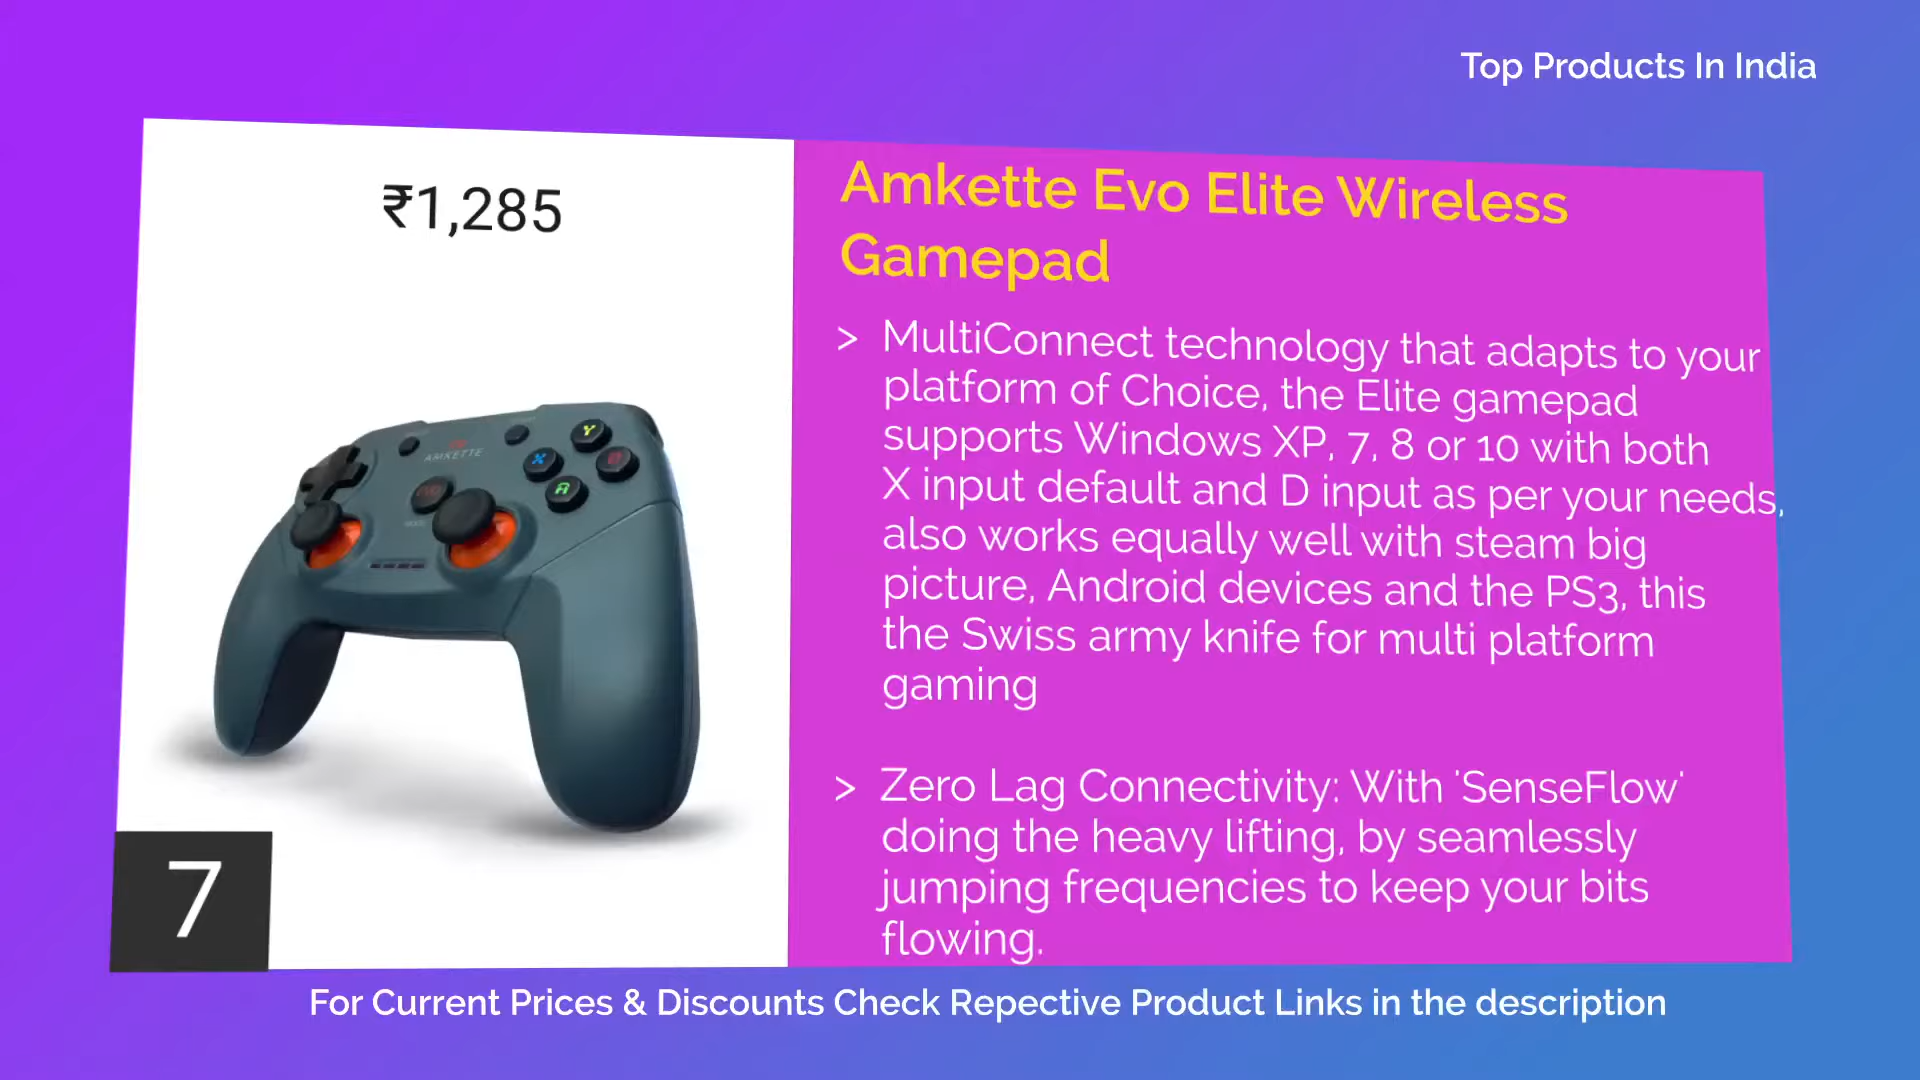 Top Products In India
₹1,285
Amkette Evo Elite Wireless
Gamepad
> MultiConnect technology that adapts to your
platform of Choice, the Elite gamepad
supports Windows XP, 7, 8 or 10 with both
X input default and D input as per your needs,
also works equally well with steam big
picture, Android devices and the PS3, this
the Swiss army knife for multi platform
gaming
> Zero Lag Connectivity: With 'SenseFlow'
doing the heavy lifting, by seamlessly
jumping frequencies to keep your bits
flowing.
AMKETTE
Y
X
B
A
EVO
MODE
7
For Current Prices & Discounts Check Repective Product Links in the description